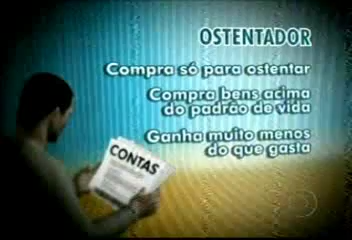 OSTENTADOR
Compra só para ostentar
Compra bens acima
do padrão de vida
Ganha muito menos
do que gasta
CONTAS